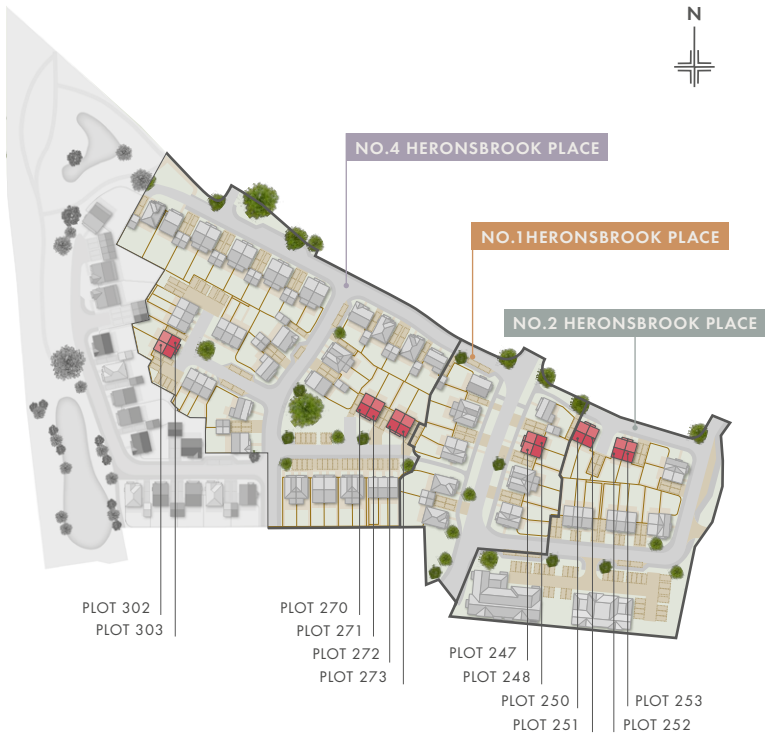 N
NO.4 HERONSBROOK PLACE
NO.1HERONSBROOK PLACE
NO.2 HERONSBROOK PLACE
PLOT 302
PLOT 303
PLOT 270
PLOT 271
PLOT 272
PLOT 273
PLOT 247
PLOT 248
PLOT 250
PLOT 251
PLOT 253
PLOT 252